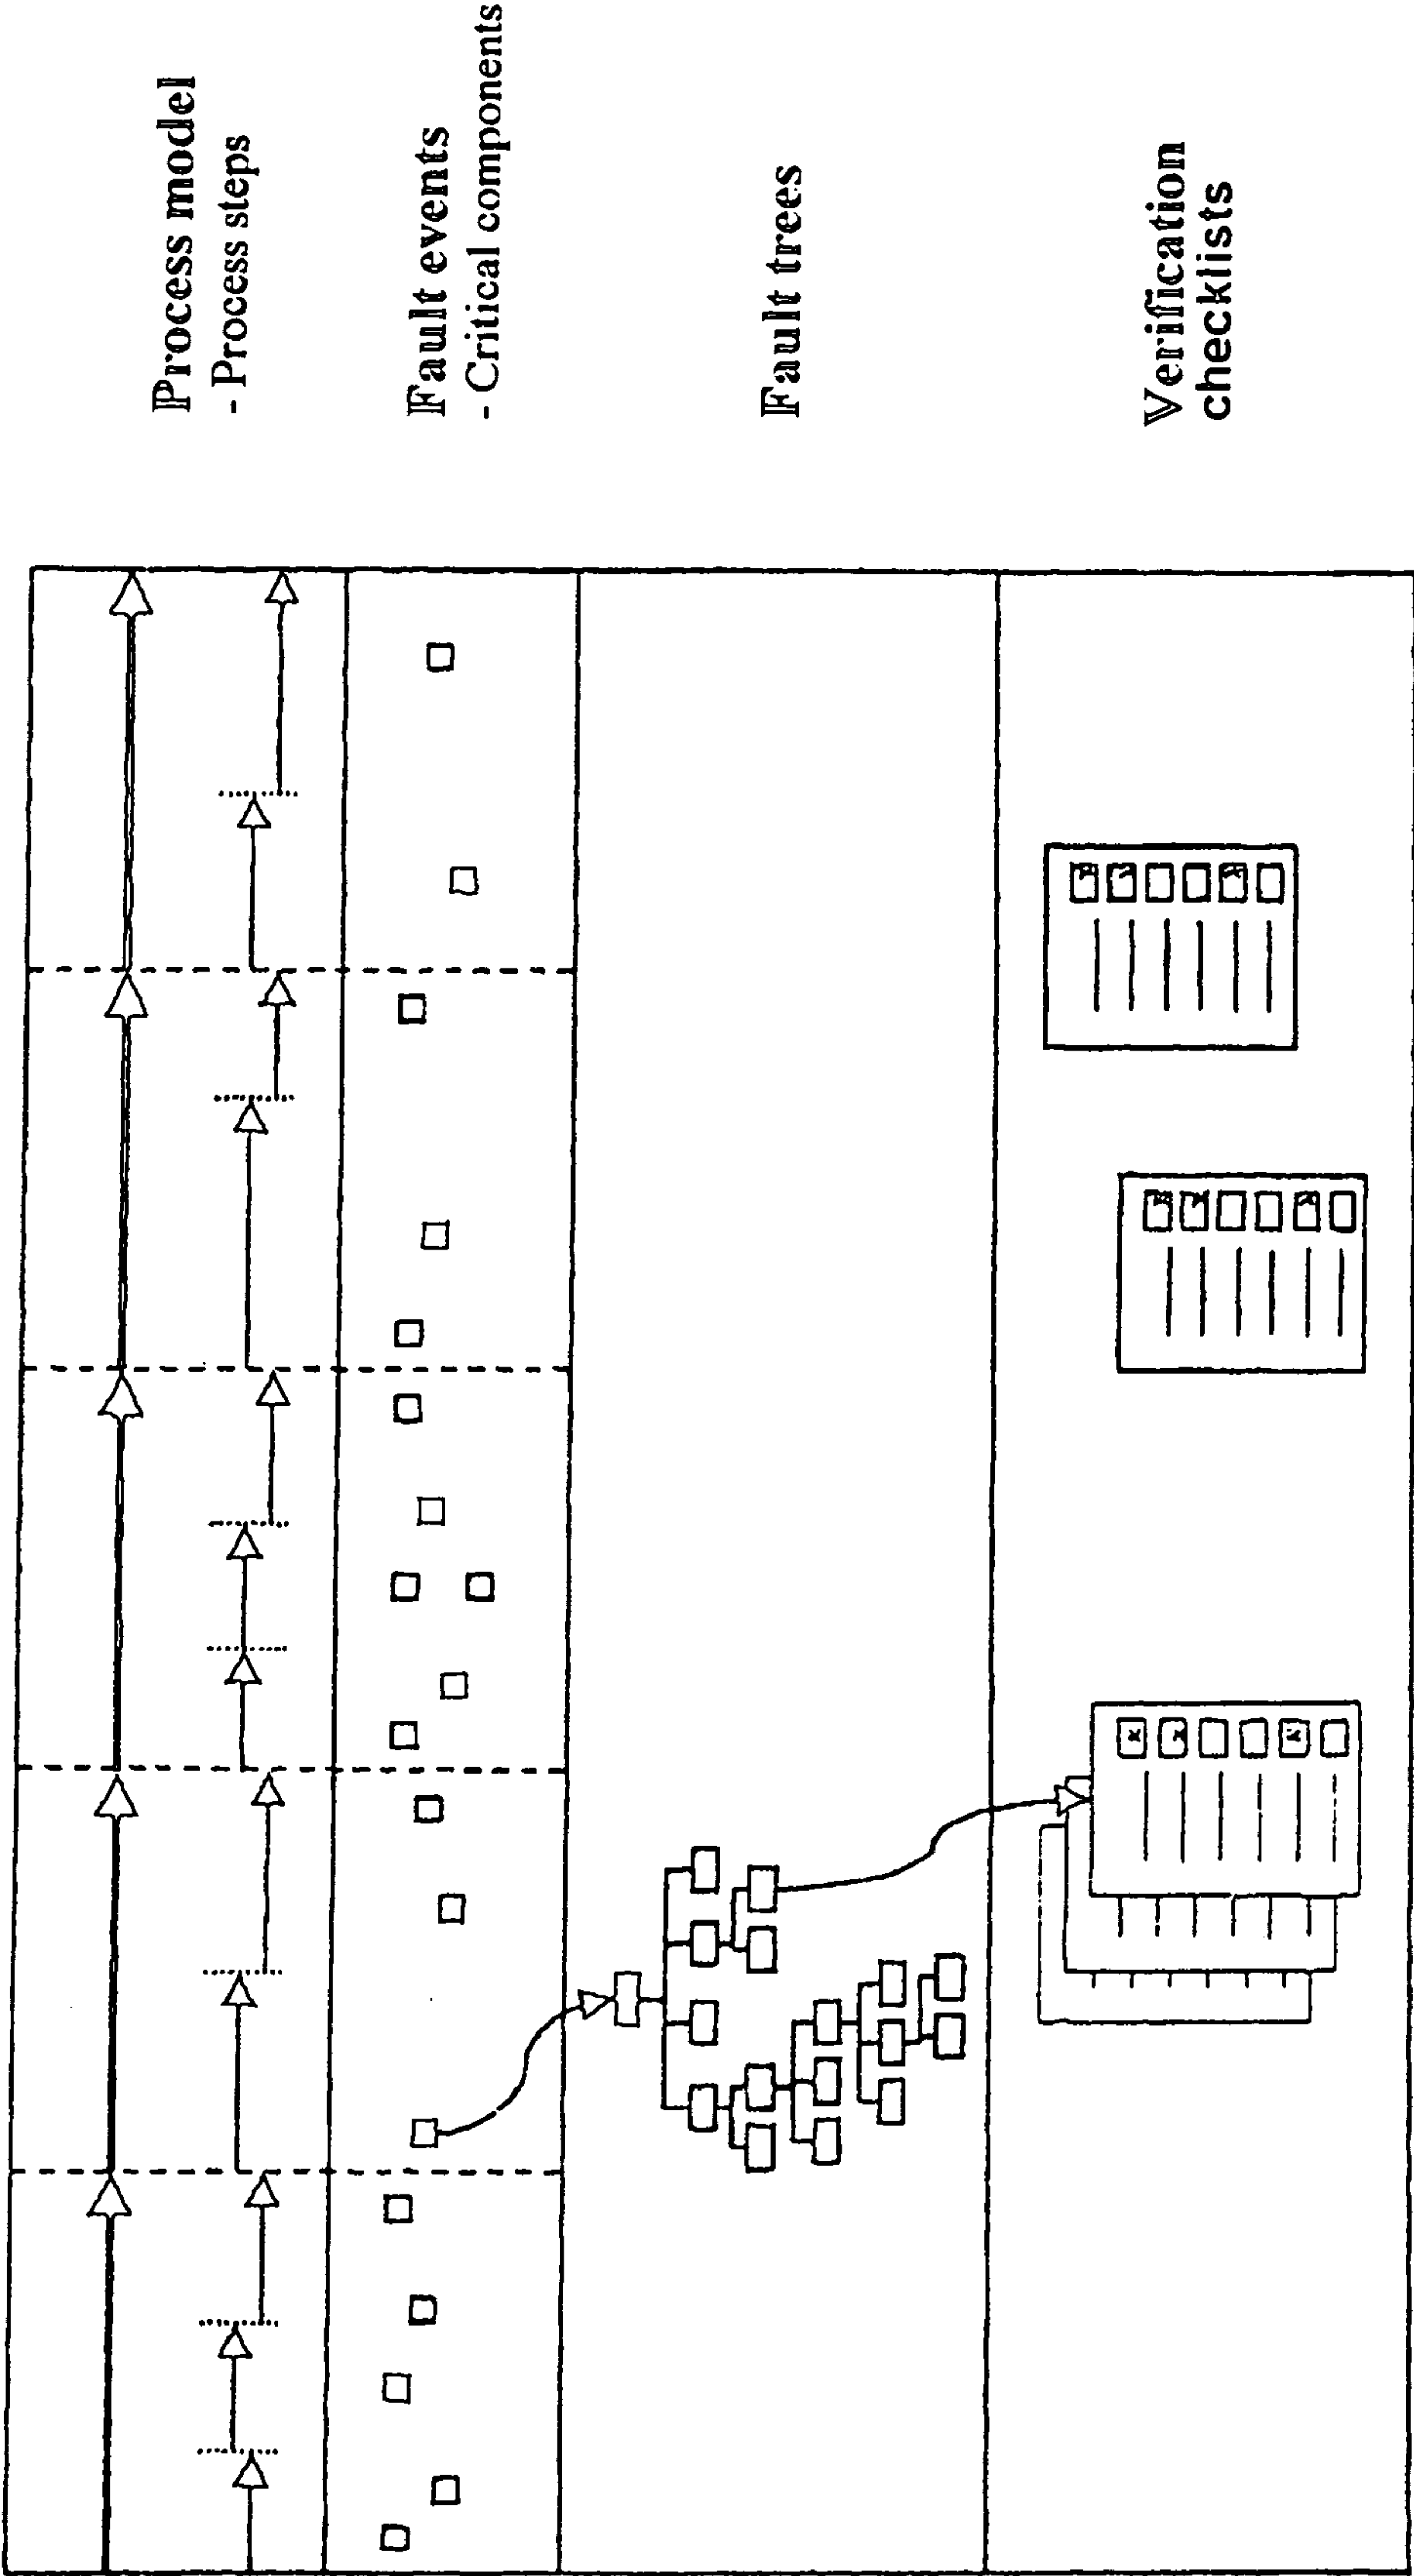 Process model
- Process steps
Fault events
- Critical components
Fault trees
Verification
checklists